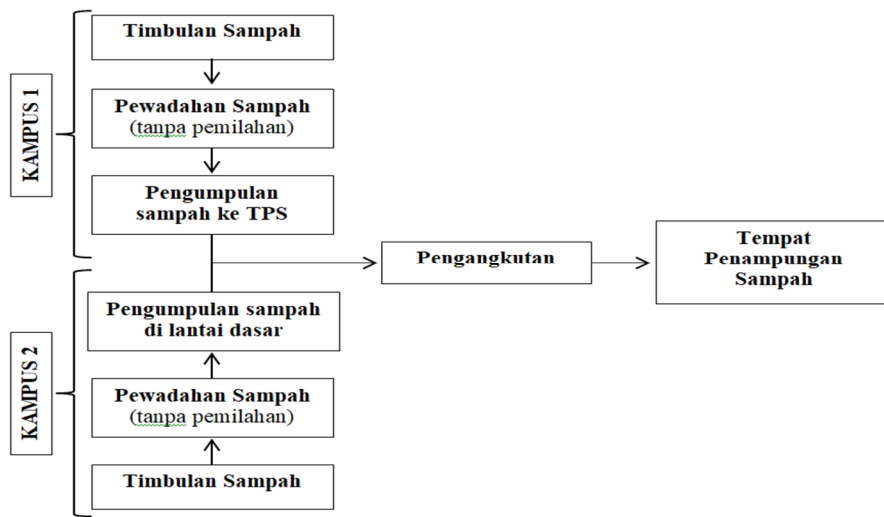 KAMPUS 1
Timbulan Sampah
Pewadahan Sampah
(tanpa pemilahan)
Pengumpulan
sampah ke TPS
Pengangkutan
Tempat
Penampungan
Sampah
KAMPUS 2
Pengumpulan sampah
di lantai dasar
Pewadahan Sampah
(tanpa pemilahan)
Timbulan Sampah